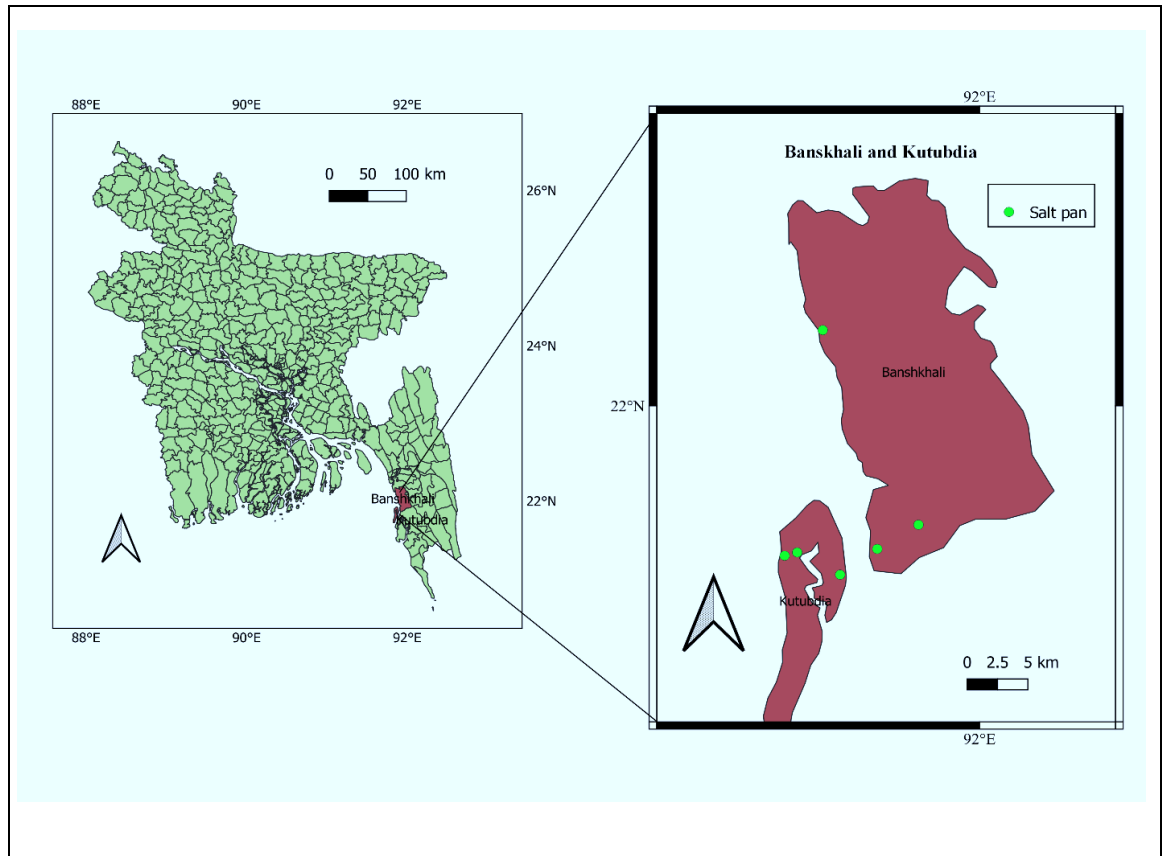 88°E 90°E 92°E
0 50 100 km
26°N
24°N
22°N
Banshkhali
Kutubdia
88°E 90°E 92°E
92°E
Banskhali and Kutubdia
Salt pan
Banshkhali
22°N
Kutubdia
0 2.5 5 km
92°E